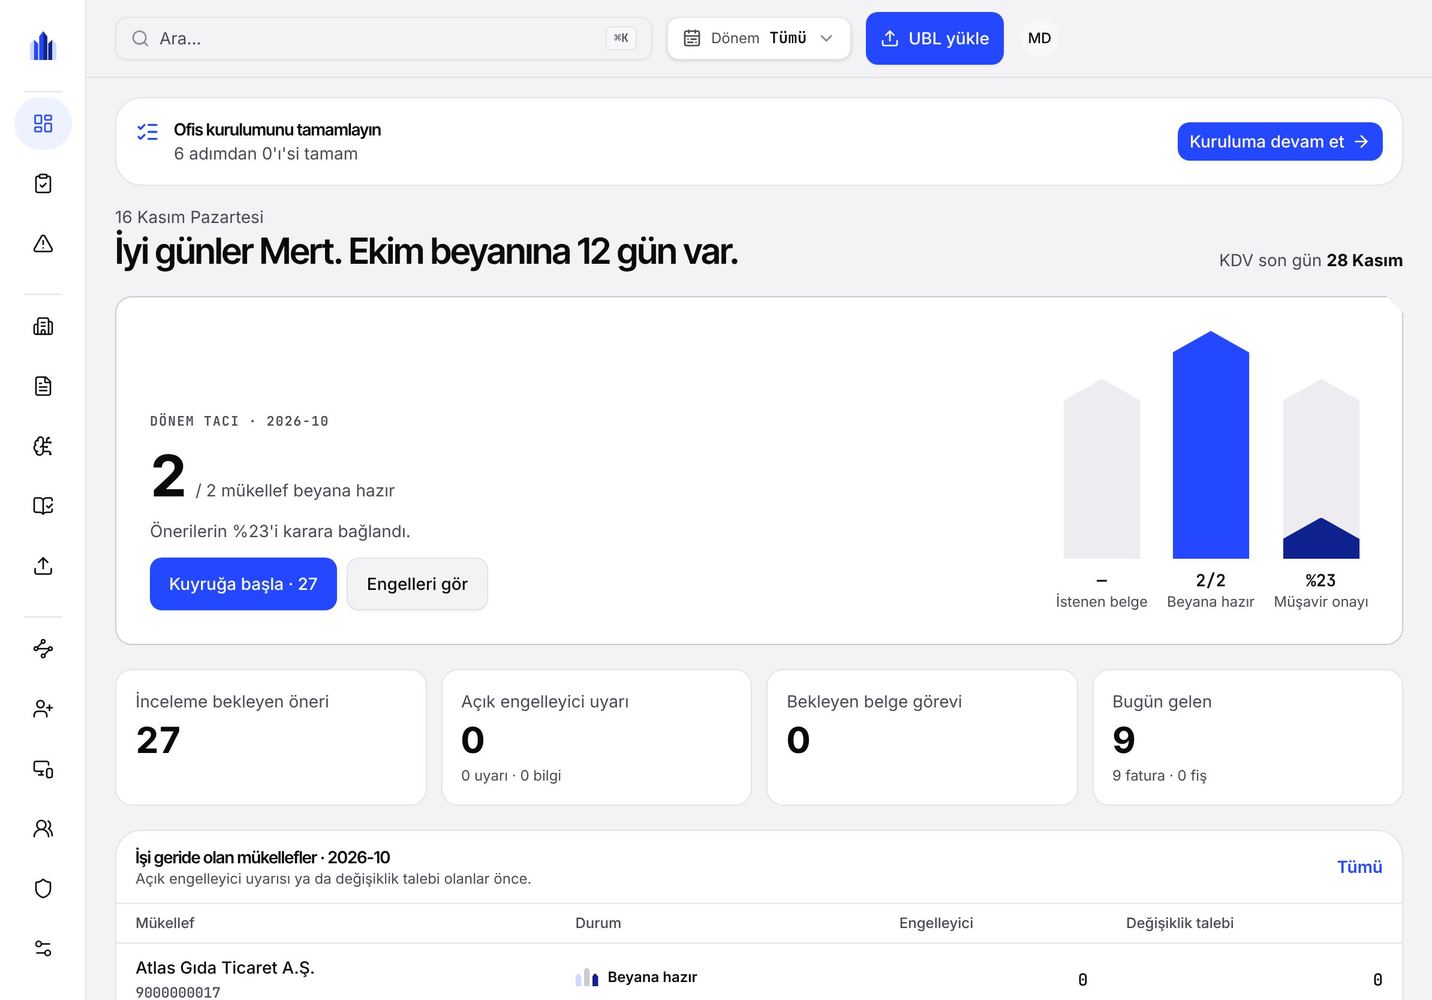 Ara...
⌘K
Dönem Tümü
UBL yükle
MD
Ofis kurulumunu tamamlayın
6 adımdan 0'ı'si tamam
Kuruluma devam et →
16 Kasım Pazartesi
İyi günler Mert. Ekim beyanına 12 gün var.
KDV son gün 28 Kasım
DÖNEM TACI · 2026-10
2 / 2 mükellef beyana hazır
Önerilerin %23'i karara bağlandı.
Kuyruğa başla · 27
Engelleri gör
–
İstenen belge
2/2
Beyana hazır
%23
Müşavir onayı
İnceleme bekleyen öneri
27
Açık engelleyici uyarı
0
0 uyarı · 0 bilgi
Bekleyen belge görevi
0
Bugün gelen
9
9 fatura · 0 fiş
İşi geride olan mükellefler · 2026-10
Açık engelleyici uyarısı ya da değişiklik talebi olanlar önce.
Tümü
Mükellef Durum Engelleyici Değişiklik talebi
Atlas Gıda Ticaret A.Ş.
9000000017
Beyana hazır
0
0